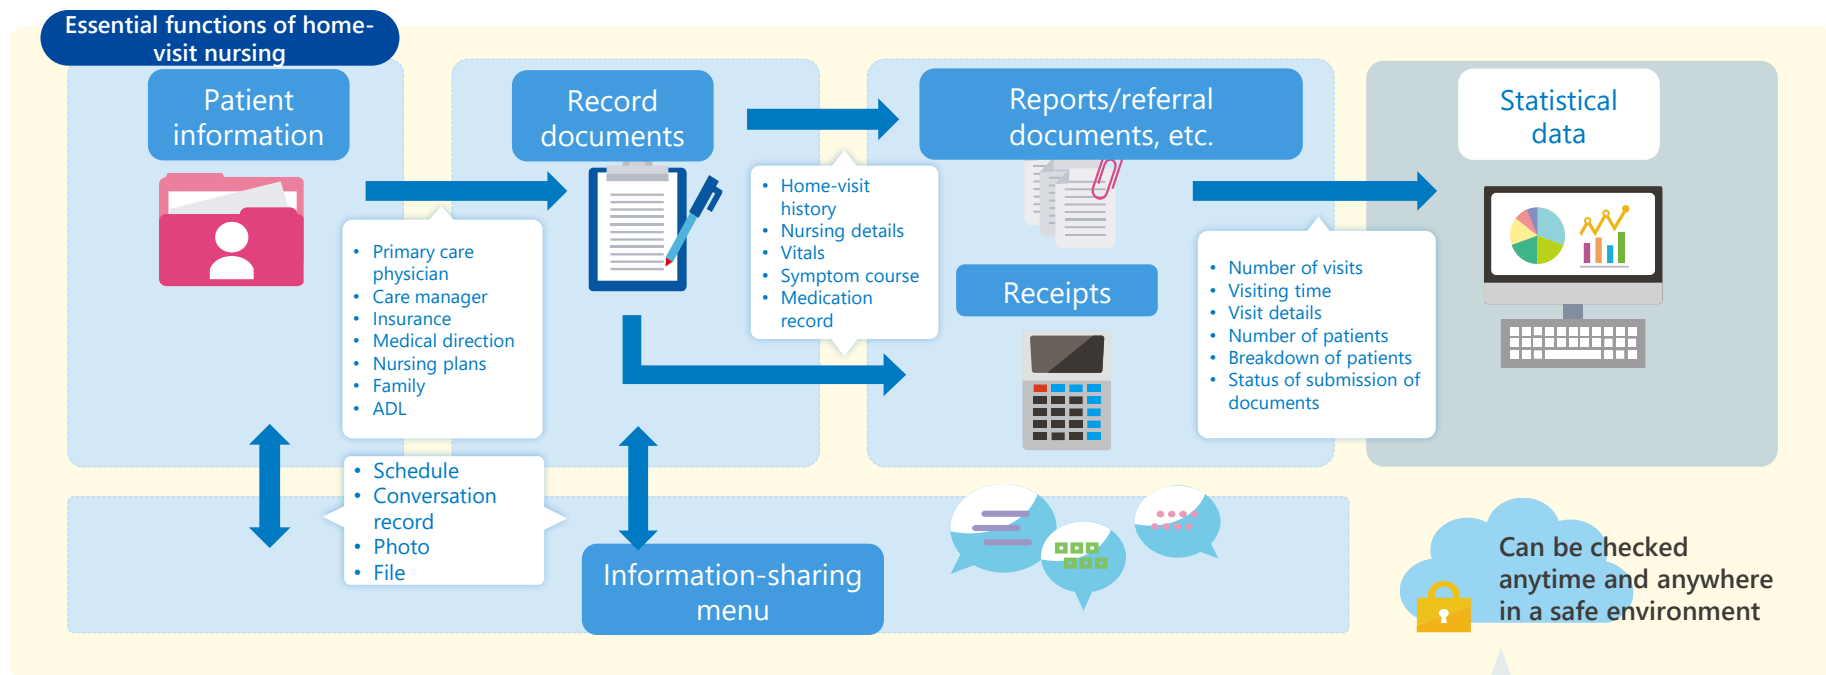 Essential functions of home-
visit nursing
Patient
information
• Primary care
physician
• Care manager
• Insurance
• Medical direction
• Nursing plans
• Family
• ADL
Record
documents
• Home-visit
history
• Nursing details
• Vitals
• Symptom course
• Medication
record
Reports/referral
documents, etc.
Receipts
• Number of visits
• Visiting time
• Visit details
• Number of patients
• Breakdown of patients
• Status of submission of
documents
Statistical
data
• Schedule
• Conversation
record
• Photo
• File
Information-sharing
menu
Can be checked
anytime and anywhere
in a safe environment